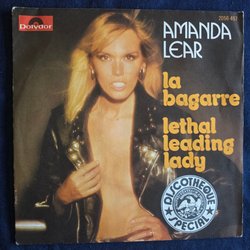 Polydor
AMANDA
LEAR
la
bagarre
lethal
leading
lady
DISCOTHEQUE
SPECIAL